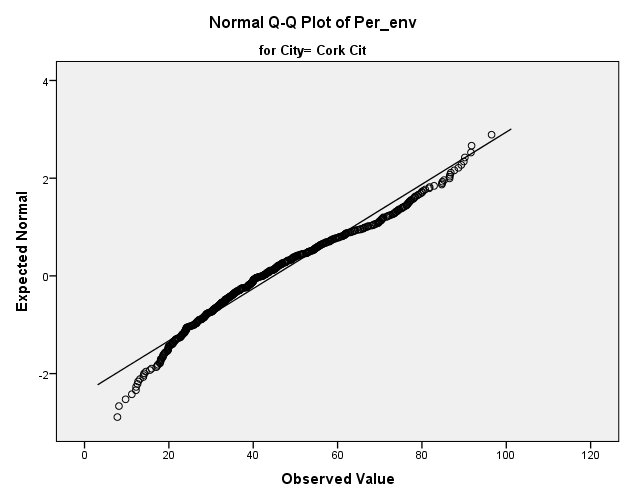 Normal Q-Q Plot of Per_env
for City= Cork Cit
4
2
0
-2
Expected Normal
0 20 40 60 80 100 120
Observed Value